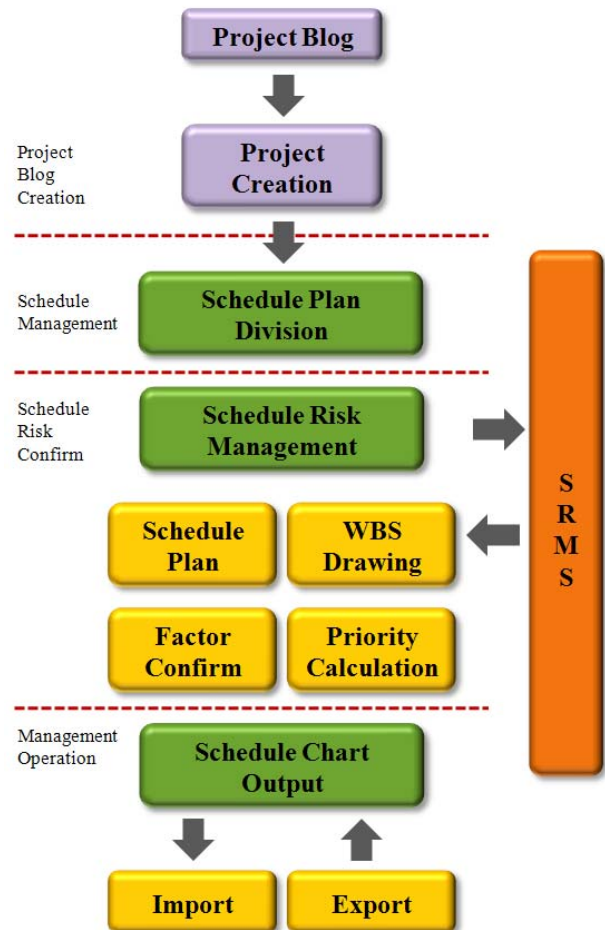 Project Blog
Project
Blog
Creation
Project
Creation
Schedule
Management
Schedule Plan
Division
Schedule
Risk
Confirm
Schedule Risk
Management
S
R
M
S
Schedule
Plan
WBS
Drawing
Factor
Confirm
Priority
Calculation
Management
Operation
Schedule Chart
Output
Import
Export